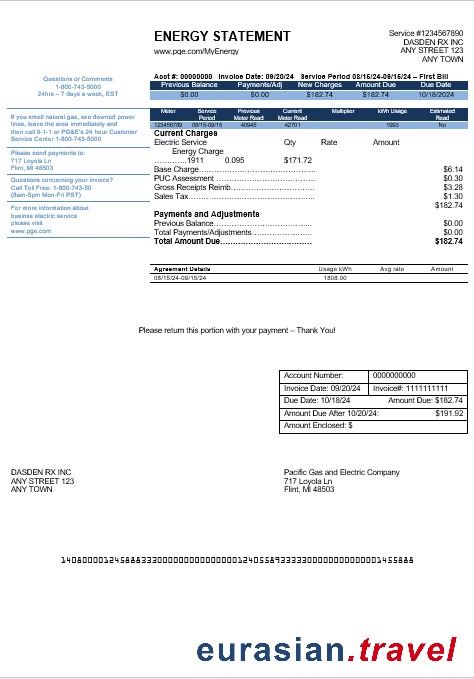 ENERGY STATEMENT
www.pge.com/MyEnergy
Service #1234567890
DASDEN RX INC
ANY STREET 123
ANY TOWN
Questions or Comments
1-800-743-5000
24hrs – 7 days a week, EST
If you smell natural gas, see downed power
lines, leave the area immediately and
then call 9-1-1 or PG&E's 24 hour Customer
Service Center 1-800-743-5000
Please send payments to:
717 Loyola Ln
Flint, MI 48503
Questions concerning your invoice?
Call Toll Free: 1-800-743-50
(8am-5pm Mon-Fri PST)
For more information about
business electric service
please visit
www.pge.com
Acct #: 00000000 Invoice Date: 09/20/24 Service Period 08/15/24-09/15/24 – First Bill
Previous Balance Payments/Adj New Charges Amount Due Due Date
$0.00 $0.00 $182.74 $182.74 10/18/2024
Meter Service Period Previous Meter Read Current Meter Read Multiplier kWh Usage Estimated Read
123456789 08/15-09/15 40945 42701 1993 No
Current Charges
Electric Service Qty Rate Amount
Energy Charge
............1911 0.095 $171.72
Base Charge.......................................... $6.14
PUC Assessment .................................... $0.30
Gross Receipts Reimb............................. $3.28
Sales Tax............................................... $1.30
$182.74
Payments and Adjustments
Previous Balance.................................... $0.00
Total Payments/Adjustments.................... $0.00
Total Amount Due................................... $182.74
Agreement Details Usage kWh Avg rate Amount
08/15/24-09/15/24 1808.00
Please return this portion with your payment – Thank You!
Account Number: 0000000000
Invoice Date: 09/20/24 Invoice#: 1111111111
Due Date: 10/18/24 Amount Due: $182.74
Amount Due After 10/20/24: $191.92
Amount Enclosed: $
DASDEN RX INC
ANY STREET 123
ANY TOWN
Pacific Gas and Electric Company
717 Loyola Ln
Flint, MI 48503
eurasian.travel